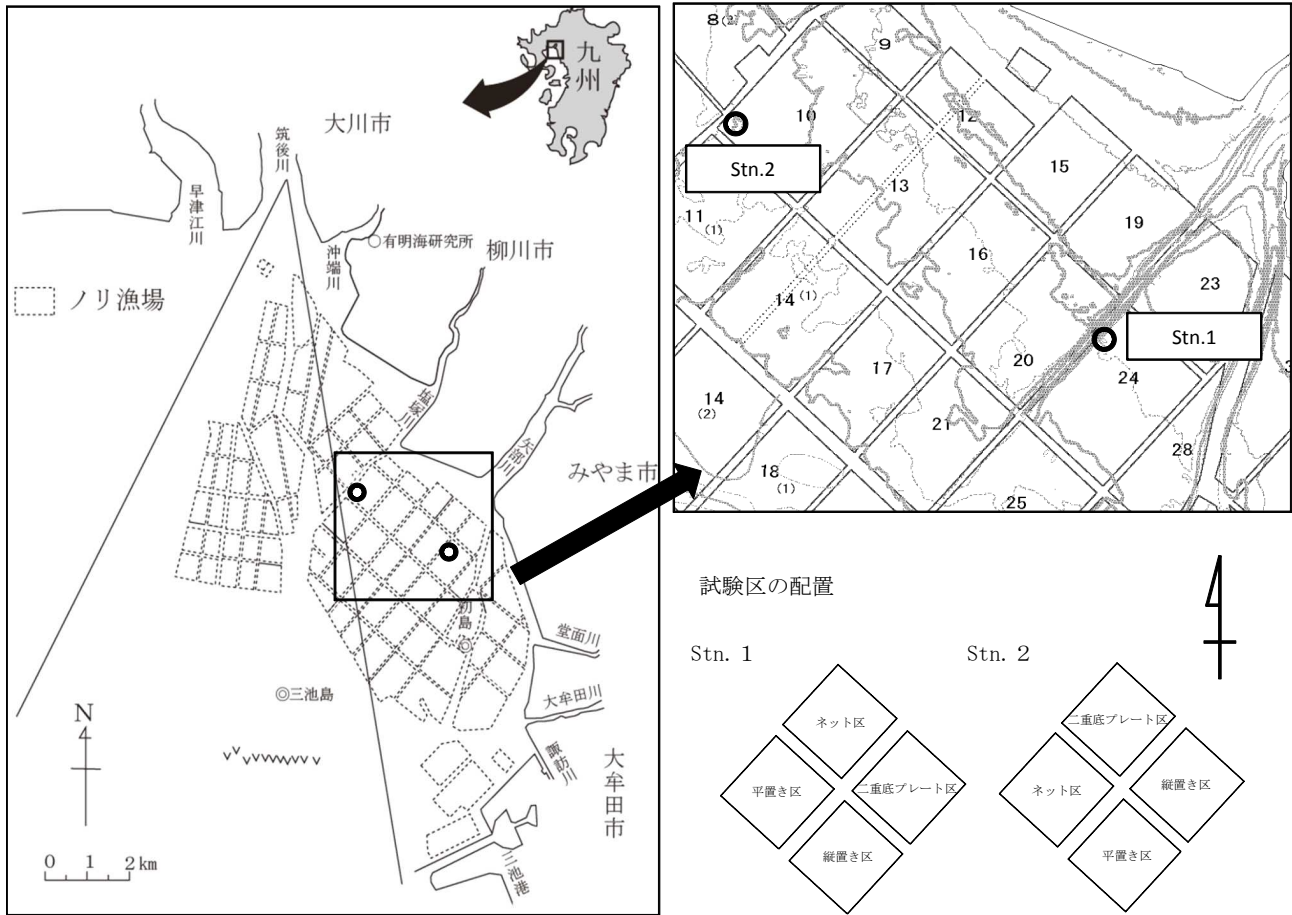 九州
大川市
筑後川
早津江川
沖端川
有明海研究所
柳川市
ノリ漁場
塩塚川
矢部川
みやま市
堂面川
三池島
大牟田川
諏訪川
大牟田市
三池港
N
0 1 2km
8(2)
9
10
12
15
Stn.2
13
19
11(1)
16
23
14(1)
Stn.1
20
17
24
14(2)
21
28
18(1)
25
試験区の配置
Stn. 1
Stn. 2
ネット区
平置き区
二重底プレート区
縦置き区
二重底プレート区
ネット区
縦置き区
平置き区